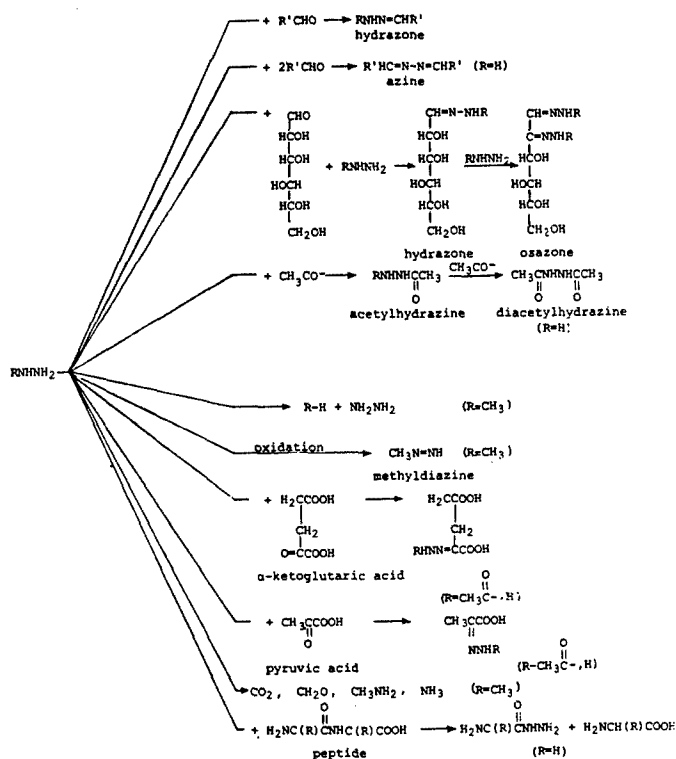 + R'CHO → RNHN=CHR'
hydrazone
+ 2R'CHO → R'HC=N-N=CHR' (R=H)
azine
+
CHO
HCOH
HCOH
HOCH
HCOH
CH2OH
+ RNHNH2 →
CH=N-NHR
HCOH
HCOH
HOCH
HCOH
CH2OH
hydrazone
RNHNH2
CH=NNHR
C=NNHR
HCOH
HOCH
HCOH
CH2OH
osazone
+ CH3CO- → RNHNHCCH3 CH3CO- → CH3CNHNHCCH3
O O O
acetylhydrazine diacetylhydrazine
(R=H)
RNHNH2
R-H + NH2NH2 (R=CH3)
oxidation
CH3N=NH (R=CH3)
methyldiazine
+ H2CCOOH → H2CCOOH
CH2 CH2
O=CCOOH RHNN=CCOOH
α-ketoglutaric acid
O
(R=CH3C-,H)
+ CH3CCOOH → CH3CCOOH
O NNHR
pyruvic acid
O
(R-CH3C-,H)
CO2, CH2O, CH3NH2, NH3 (R=CH3)
O O
+ H2NC(R)CNHC(R)COOH → H2NC(R)CNHNH2 + H2NCH(R)COOH
peptide (R=H)